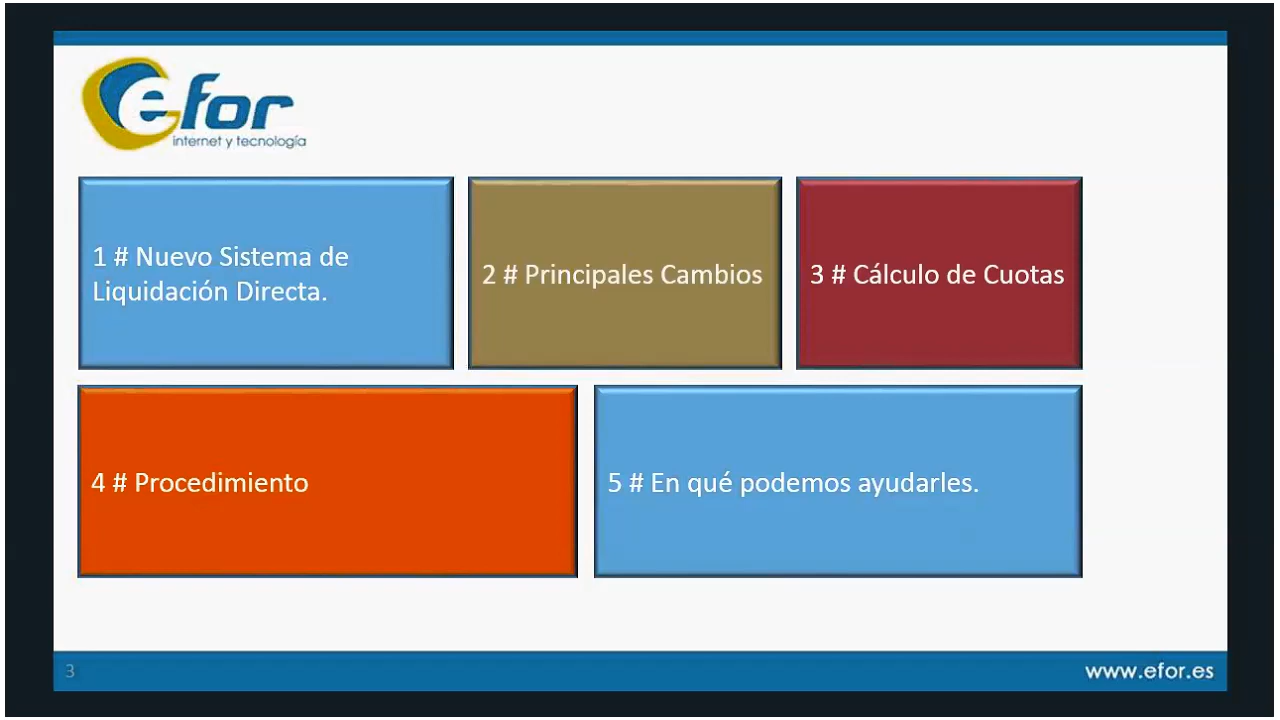 efor
internet y tecnología
1 # Nuevo Sistema de
Liquidación Directa.
2 # Principales Cambios
3 # Cálculo de Cuotas
4 # Procedimiento
5 # En qué podemos ayudarles.
3
www.efor.es